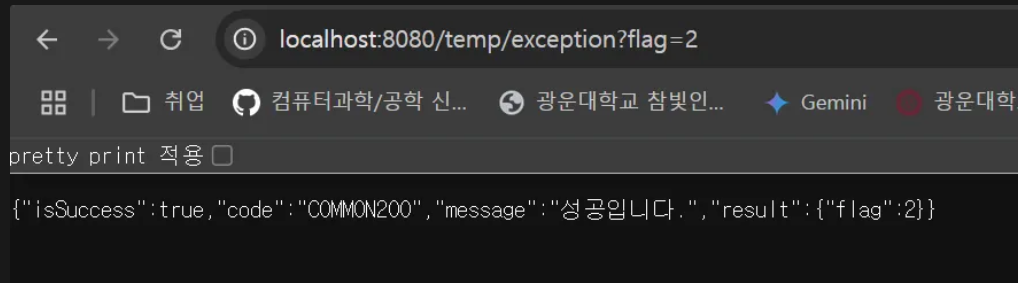 localhost:8080/temp/exception?flag=2
취업 컴퓨터과학/공학 신... 광운대학교 참빛인... Gemini 광운대학
pretty print 적용
{"isSuccess":true,"code":"COMMON200","message":"성공입니다.","result":{"flag":2}}